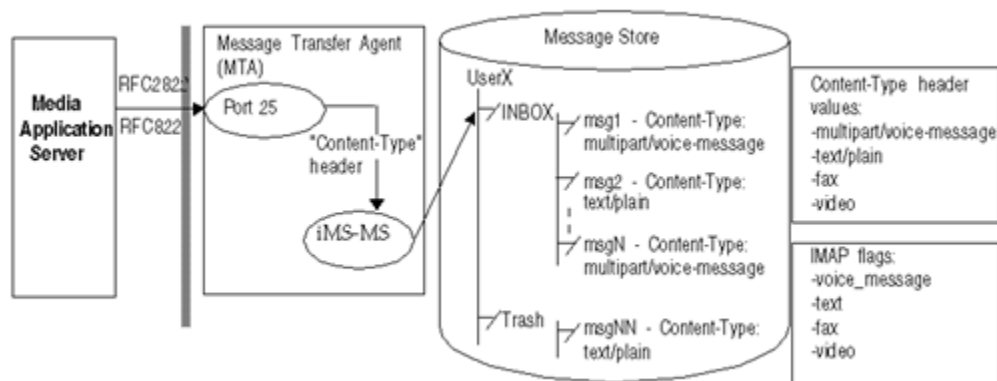 Media
Application
Server
RFC2822
RFC822
Message Transfer Agent
(MTA)
Port 25
"Content-Type"
header
iMS-MS
Message Store
UserX
INBOX
msg1 - Content-Type:
multipart/voice-message
msg2 - Content-Type:
text/plain
msgN - Content-Type:
multipart/voice-message
Trash
msgNN - Content-Type:
text/plain
Content-Type header
values:
-multipart/voice-message
-text/plain
-fax
-video
IMAP flags:
-voice_message
-text
-fax
-video